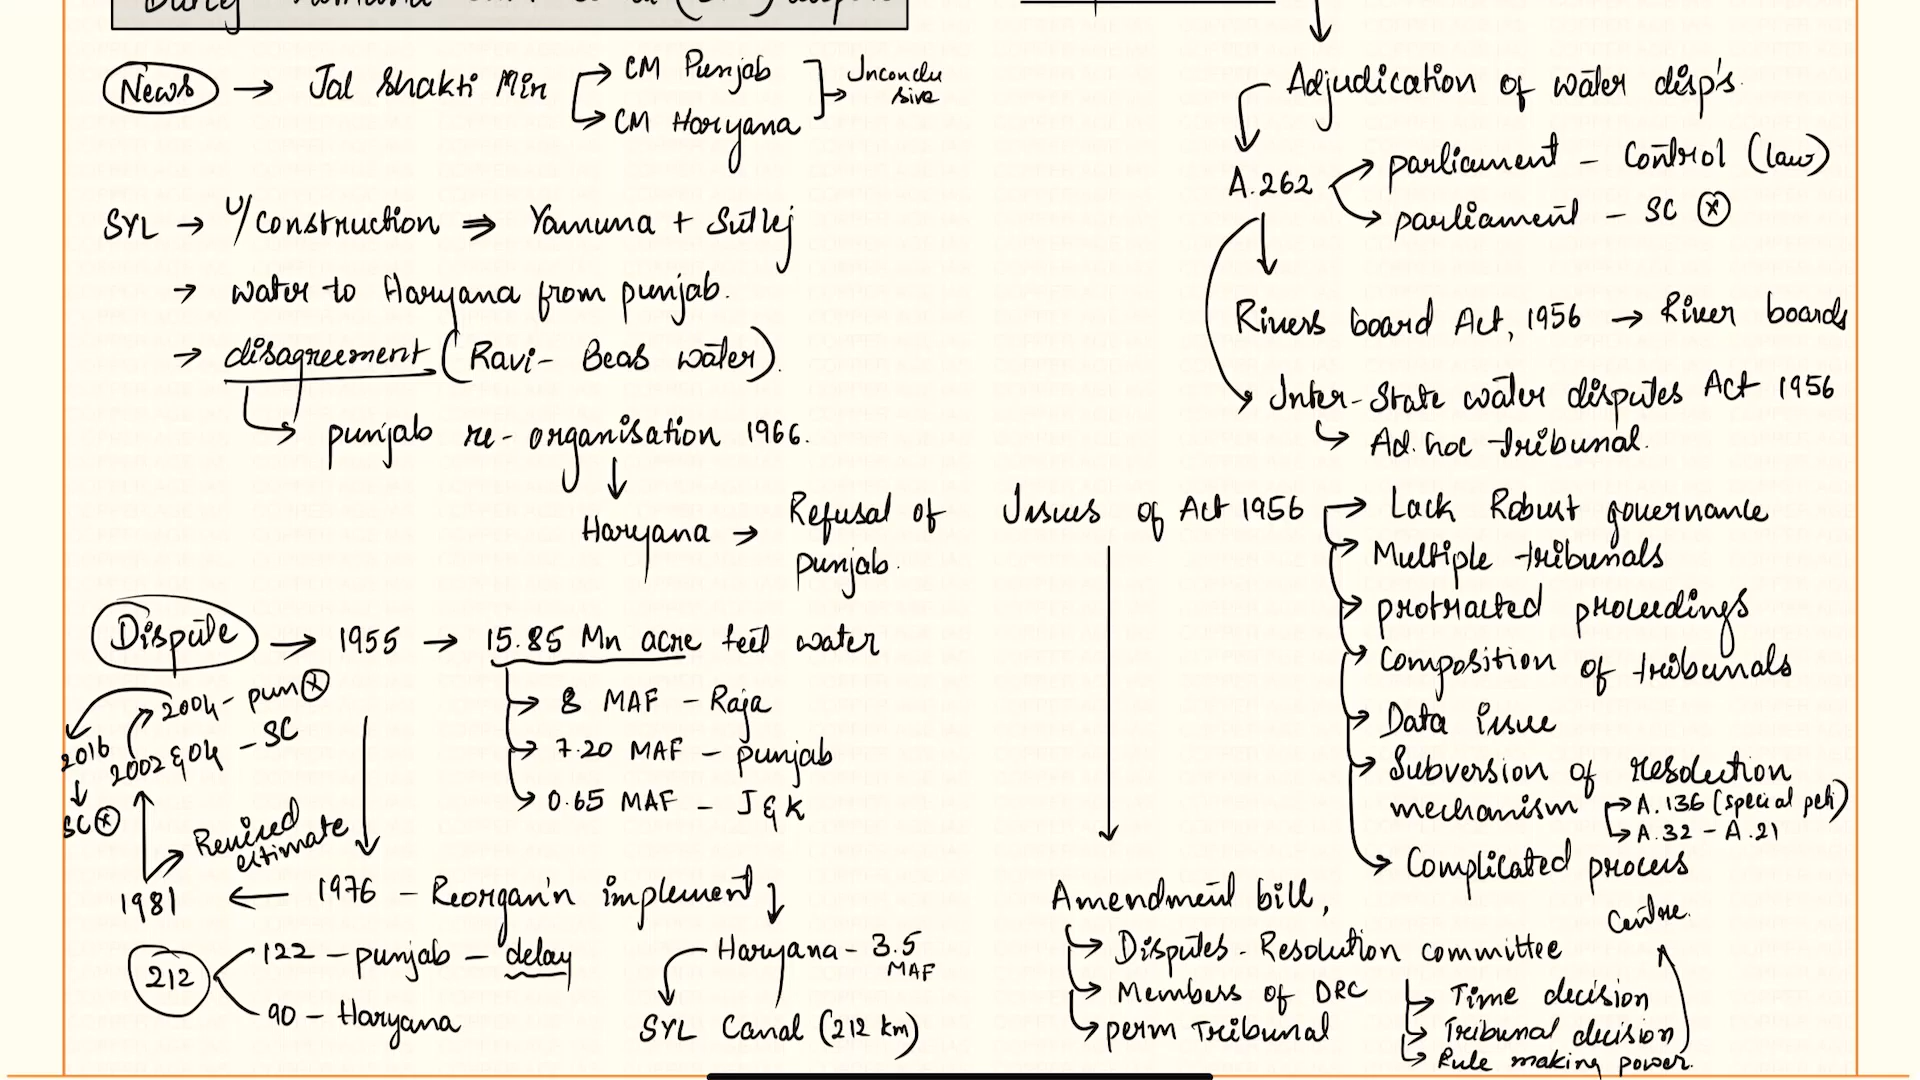 News → Jal Shakti Min → CM Punjab
→ CM Haryana
→ Inconclu
sive
SYL → U/Construction ⇒ Yamuna + Sutlej
→ water to Haryana from punjab.
→ disagreement (Ravi - Beas water).
→ punjab re-organisation 1966.
Haryana → Refusal of
punjab.
Dispute → 1955 → 15.85 Mn acre feet water
→ 8 MAF - Raja
→ 7.20 MAF - punjab
→ 0.65 MAF - J & K
2004 - pun ⓧ
2002 & 04 - SC
2016
SC ⓧ
Revised
estimate
1981 ← 1976 - Reorgan'n implement
212
122 - punjab - delay
90 - Haryana
Haryana - 3.5
MAF
SYL Canal (212 km)
Adjudication of water disp's.
A.262 → parliament - Control (law)
→ parliament - SC ⓧ
Rivers board Act, 1956 → River boards
Inter-State water disputes Act 1956
→ Ad.hoc tribunal.
Issues of Act 1956 → Lack Robust governance
→ Multiple tribunals
→ protracted proceedings
→ Composition of tribunals
→ Data issue
→ Subversion of resolection
mechanism → A.136 (special peti)
→ A.32 - A.21
→ Complicated process
Amendment bill,
→ Disputes - Resolution committee
→ Members of DRC
→ perm Tribunal
→ Time decision
→ Tribunal decision
→ Rule making power.
Centre.